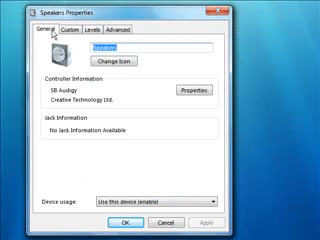 Speakers Properties
General Custom Levels Advanced
Speakers
Change Icon
Controller Information
SB Audigy
Properties
Creative Technology Ltd.
Jack Information
No Jack Information Available
Device usage: Use this device (enable)
OK Cancel Apply